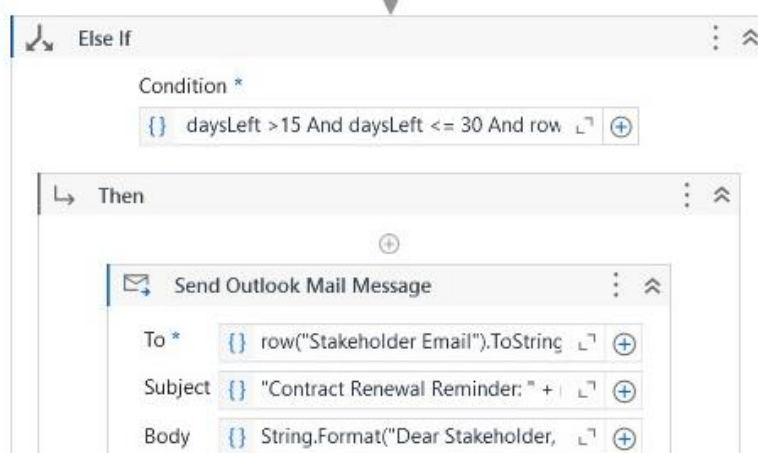 Else If
Condition *
{} daysLeft >15 And daysLeft <= 30 And row
Then
Send Outlook Mail Message
To * {} row("Stakeholder Email").ToString
Subject {} "Contract Renewal Reminder: " +
Body {} String.Format("Dear Stakeholder,